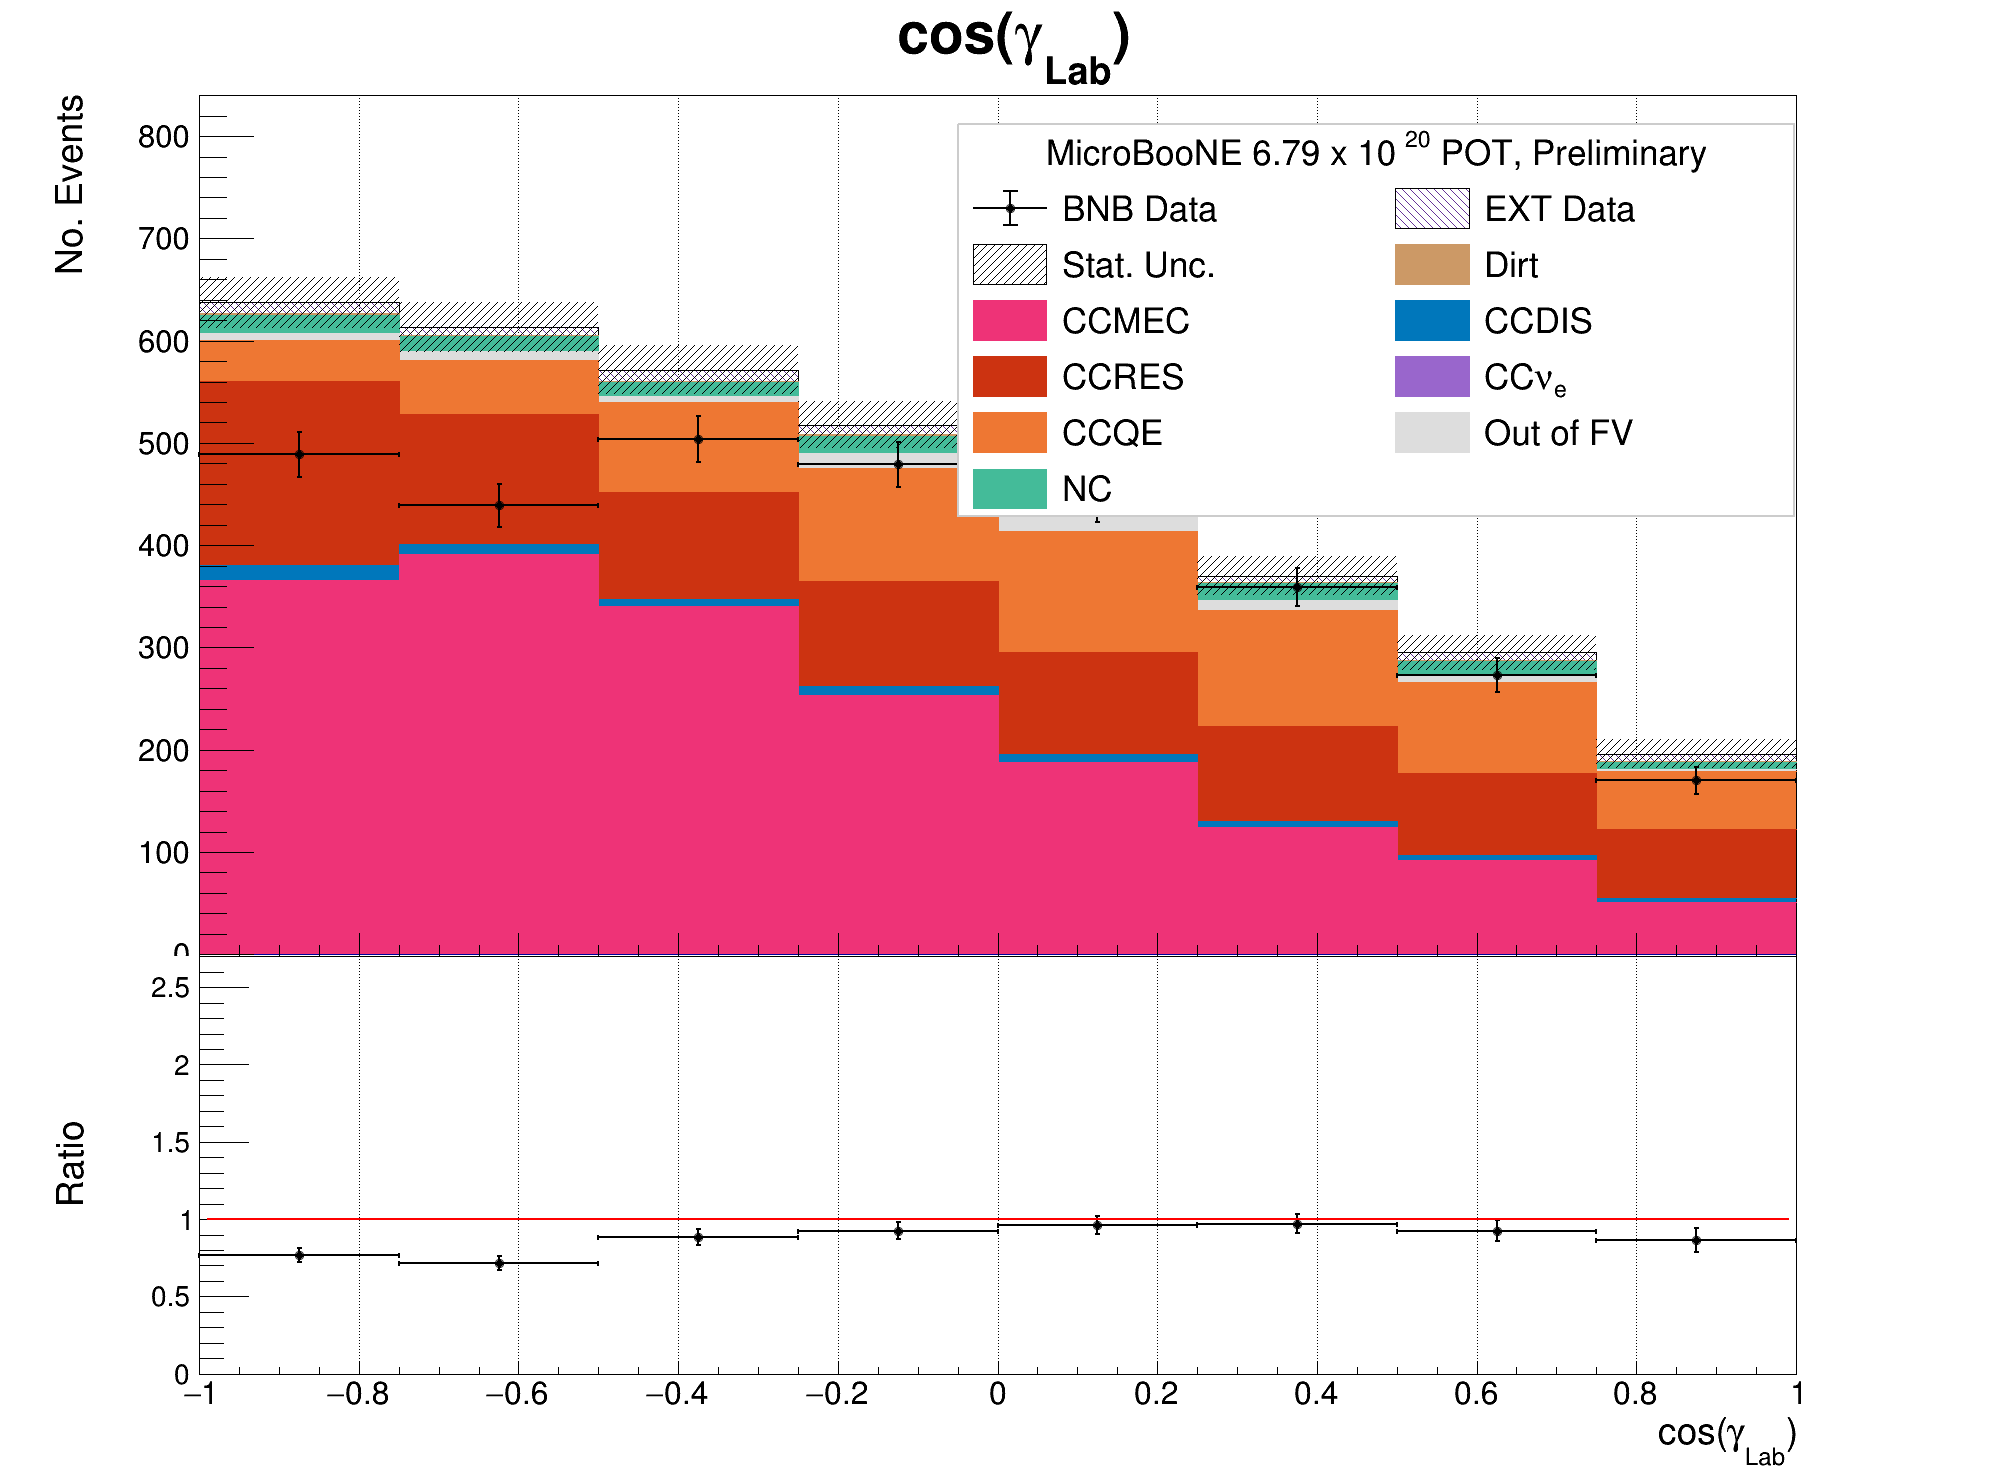 cos(γ_Lab)
No. Events
800
700
600
500
400
300
200
100
0
MicroBooNE 6.79 x 10^20 POT, Preliminary
BNB Data
EXT Data
Stat. Unc.
Dirt
CCMEC
CCDIS
CCRES
CCν_e
CCQE
Out of FV
NC
Ratio
2.5
2
1.5
1
0.5
0
−1 −0.8 −0.6 −0.4 −0.2 0 0.2 0.4 0.6 0.8 1
cos(γ_Lab)